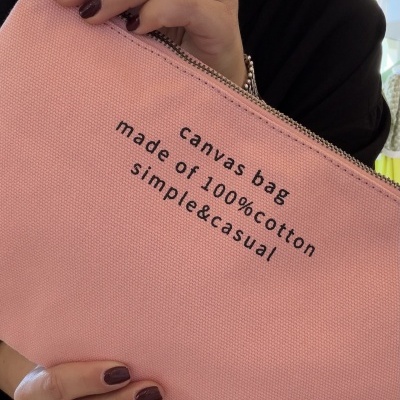 canvas bag
made of 100%cotton
simple&casual